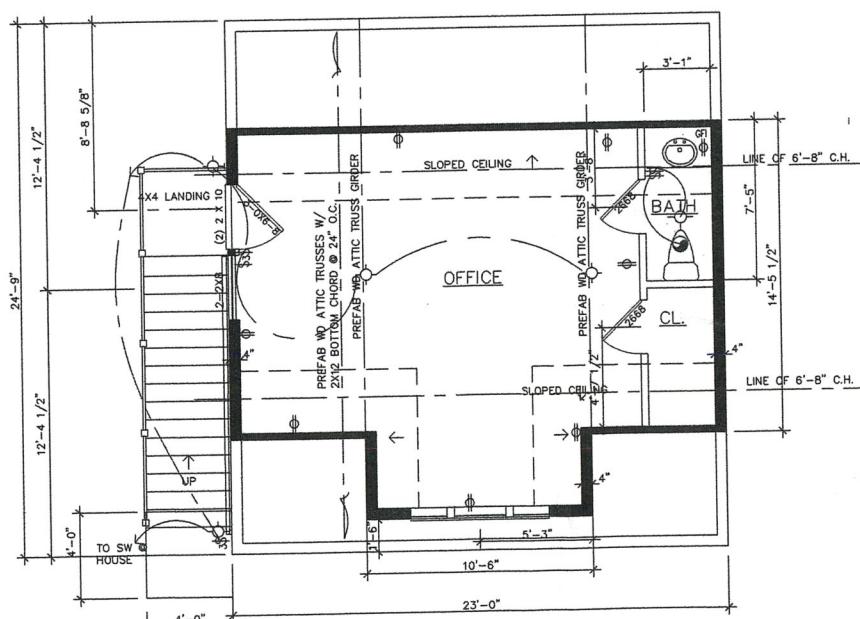 3'-1"
8'-8 5/8"
12'-4 1/2"
GFI
SLOPED CEILING
LINE OF 6'-8" C.H.
3'-8"
4X4 LANDING
(2) 2 X 10
2668
BATH
7'-5"
PREFAB WD ATTIC TRUSSES W/
2X12 BOTTOM CHORD @ 24" O.C.
PREFAB WD ATTIC TRUSS GIRDER
OFFICE
PREFAB WD ATTIC TRUSS GIRDER
24'-9"
14'-5 1/2"
2-2X8
2668
CL.
4"
4"
LINE OF 6'-8" C.H.
SLOPED CEILING
12'-4 1/2"
UP
4"
4'-0"
TO SW @
HOUSE
1'-6"
5'-3"
10'-6"
23'-0"
4'-0"